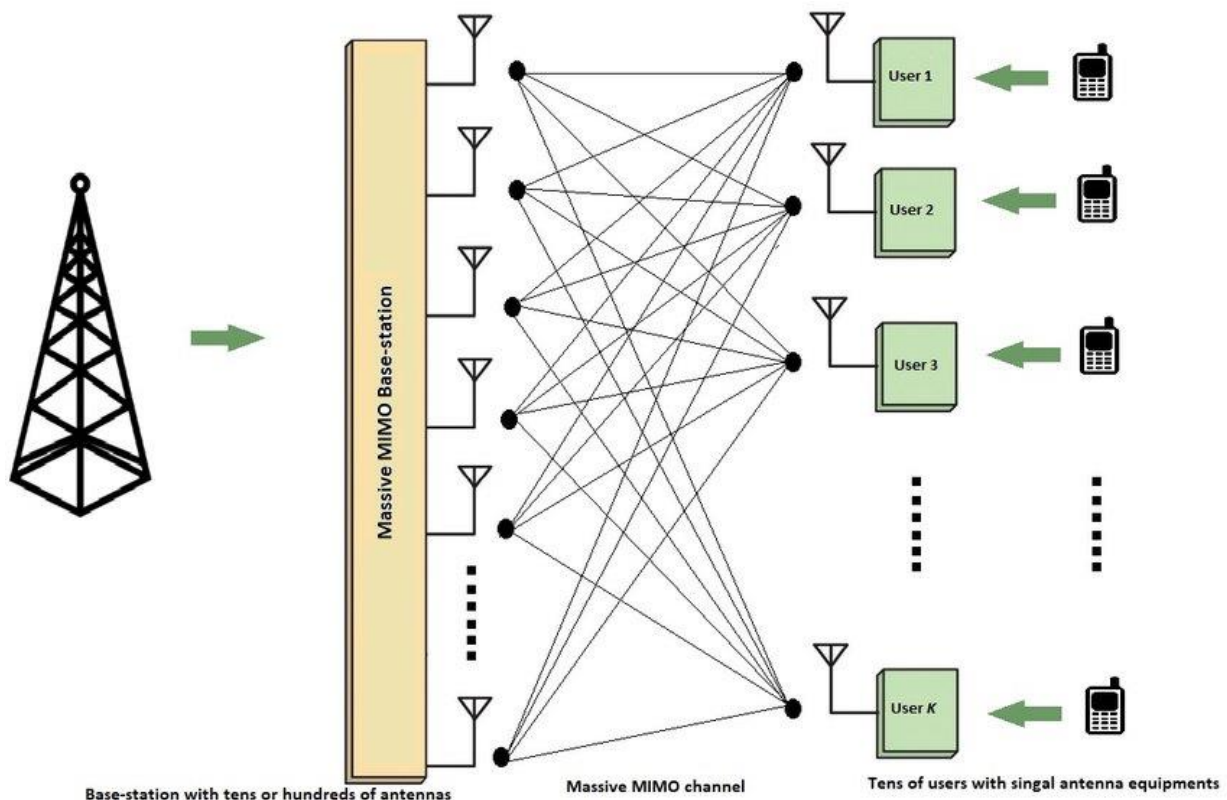 Massive MIMO Base-station
User 1
User 2
User 3
User K
Base-station with tens or hundreds of antennas
Massive MIMO channel
Tens of users with singal antenna equipments